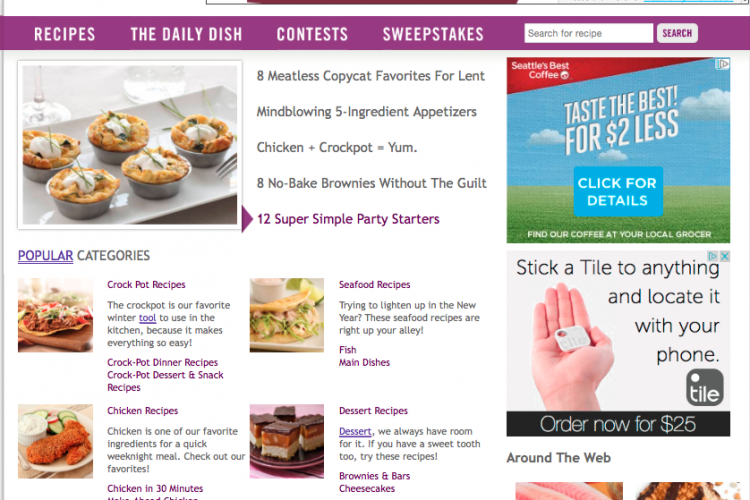 RECIPES THE DAILY DISH CONTESTS SWEEPSTAKES Search for recipe SEARCH
8 Meatless Copycat Favorites For Lent
Mindblowing 5-Ingredient Appetizers
Chicken + Crockpot = Yum.
8 No-Bake Brownies Without The Guilt
12 Super Simple Party Starters
POPULAR CATEGORIES
Crock Pot Recipes
The crockpot is our favorite
winter tool to use in the
kitchen, because it makes
everything so easy!
Crock-Pot Dinner Recipes
Crock-Pot Dessert & Snack
Recipes
Seafood Recipes
Trying to lighten up in the New
Year? These seafood recipes are
right up your alley!
Fish
Main Dishes
Chicken Recipes
Chicken is one of our favorite
ingredients for a quick
weeknight meal. Check out our
favorites!
Chicken in 30 Minutes
Dessert Recipes
Dessert, we always have room
for it. If you have a sweet tooth
too, try these recipes!
Brownies & Bars
Cheesecakes
Seattle's Best
Coffee
TASTE THE BEST!
FOR $2 LESS
CLICK FOR
DETAILS
FIND OUR COFFEE AT YOUR LOCAL GROCER
Stick a Tile to anything
and locate it
with your
phone.
tile
Order now for $25
Around The Web